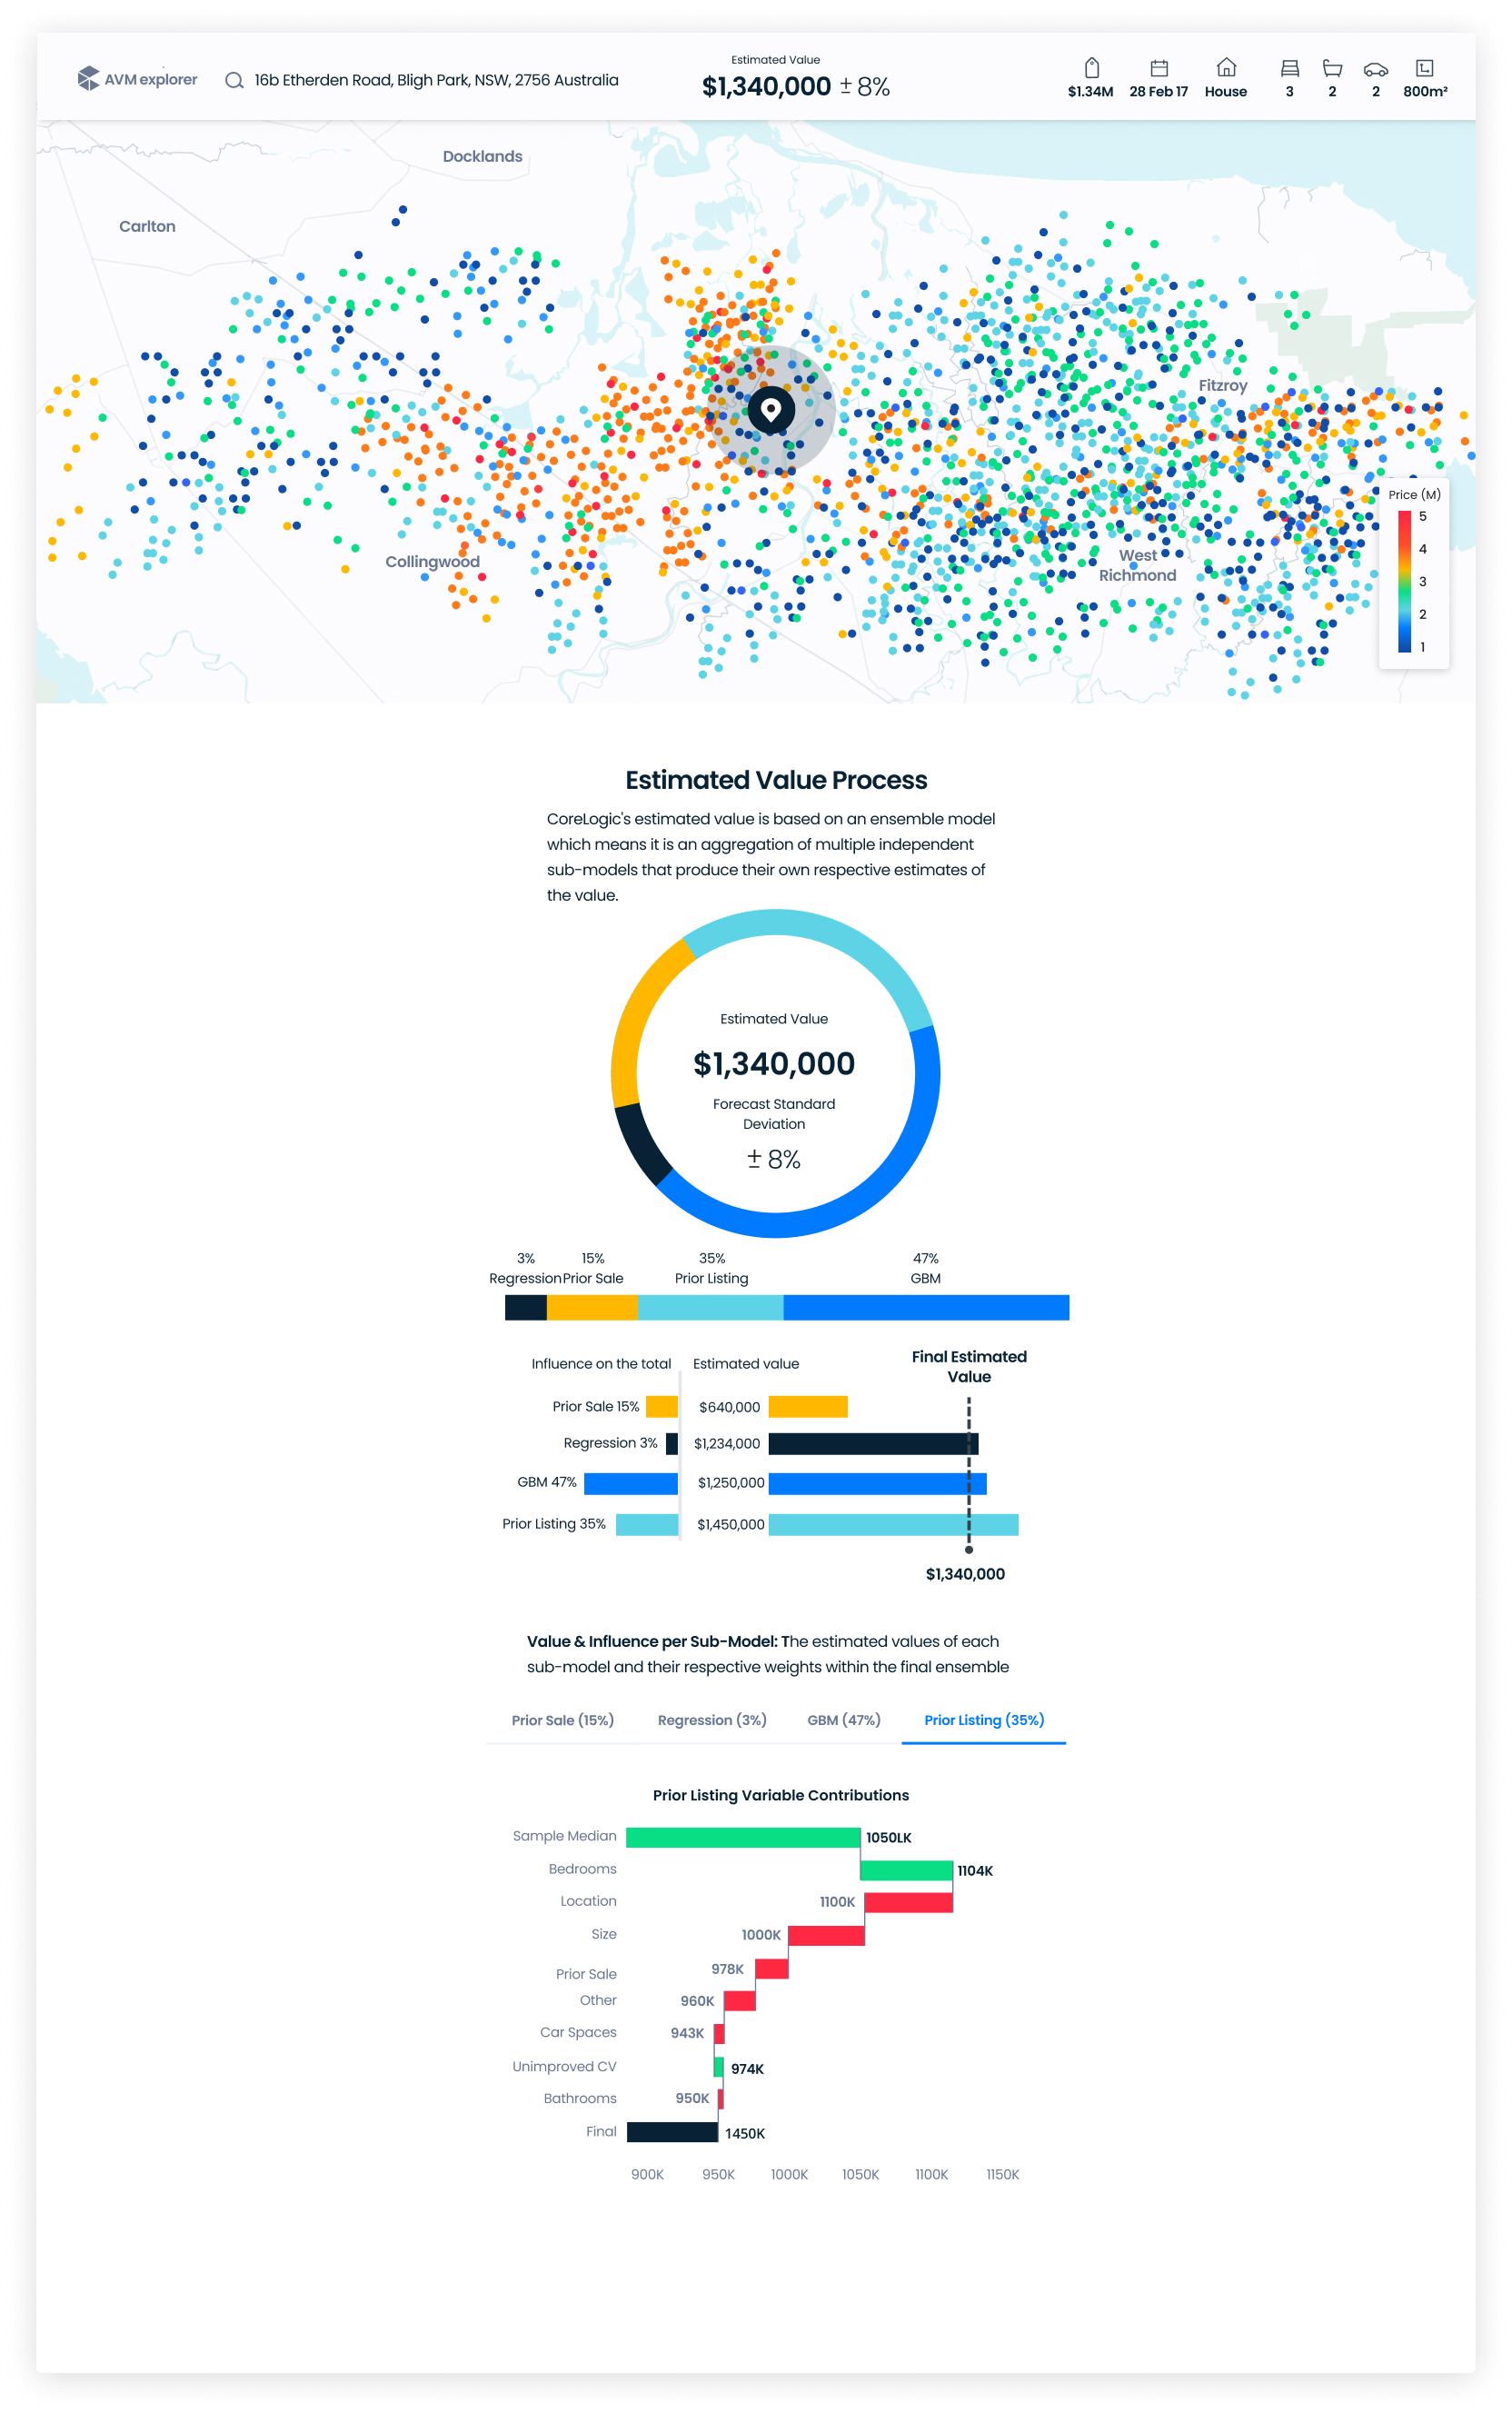 AVM explorer
16b Etherden Road, Bligh Park, NSW, 2756 Australia
Estimated Value
$1,340,000 ± 8%
$1.34M 28 Feb 17 House 3 2 2 800m²
Docklands
Carlton
Fitzroy
Collingwood
West
Richmond
Price (M)
5
4
3
2
1
Estimated Value Process
CoreLogic's estimated value is based on an ensemble model
which means it is an aggregation of multiple independent
sub-models that produce their own respective estimates of
the value.
Estimated Value
$1,340,000
Forecast Standard
Deviation
± 8%
3% 15% 35% 47%
Regression Prior Sale Prior Listing GBM
Influence on the total Estimated value
Final Estimated
Value
Prior Sale 15% $640,000
Regression 3% $1,234,000
GBM 47% $1,250,000
Prior Listing 35% $1,450,000
$1,340,000
Value & Influence per Sub-Model: The estimated values of each
sub-model and their respective weights within the final ensemble
Prior Sale (15%) Regression (3%) GBM (47%) Prior Listing (35%)
Prior Listing Variable Contributions
Sample Median 1050LK
Bedrooms 1104K
Location 1100K
Size 1000K
Prior Sale 978K
Other 960K
Car Spaces 943K
Unimproved CV 974K
Bathrooms 950K
Final 1450K
900K 950K 1000K 1050K 1100K 1150K